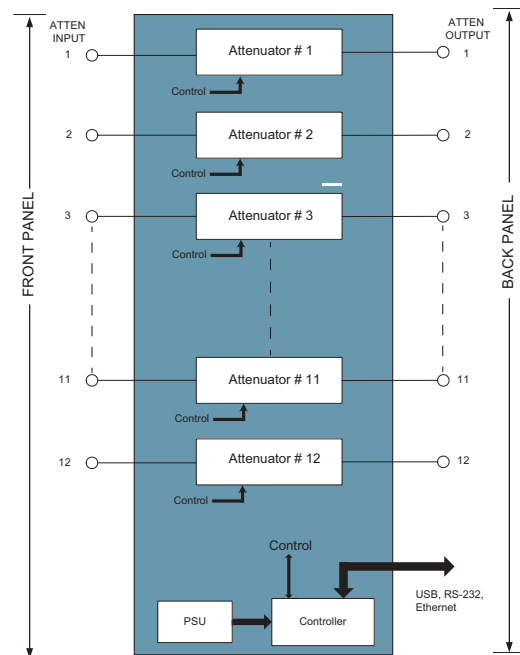 ATTEN
INPUT
ATTEN
OUTPUT
1
Attenuator # 1
1
Control
2
Attenuator # 2
2
Control
3
Attenuator # 3
3
Control
FRONT PANEL
BACK PANEL
11
Attenuator # 11
11
Control
12
Attenuator # 12
12
Control
Control
USB, RS-232,
Ethernet
PSU
Controller